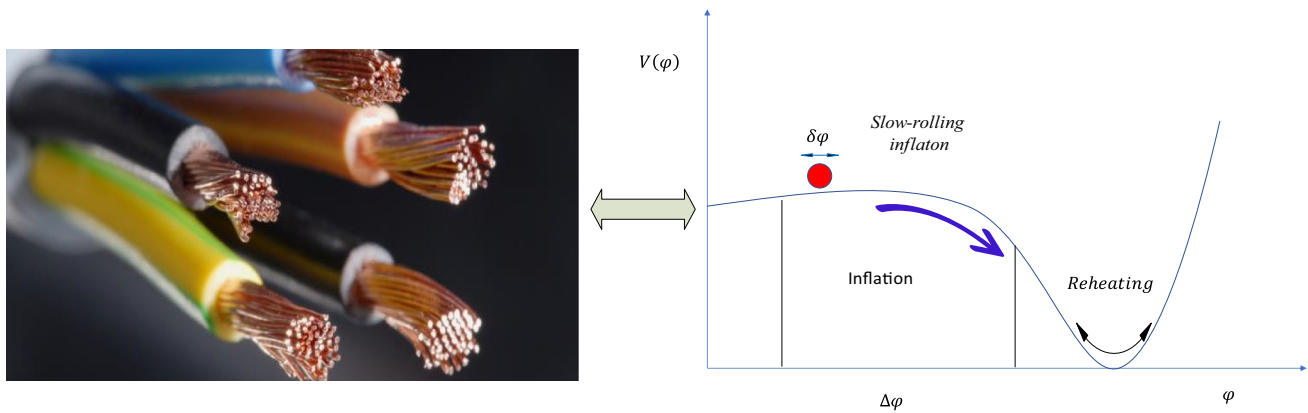 V(φ)
δφ
Slow-rolling
inflaton
Inflation
Reheating
Δφ
φ